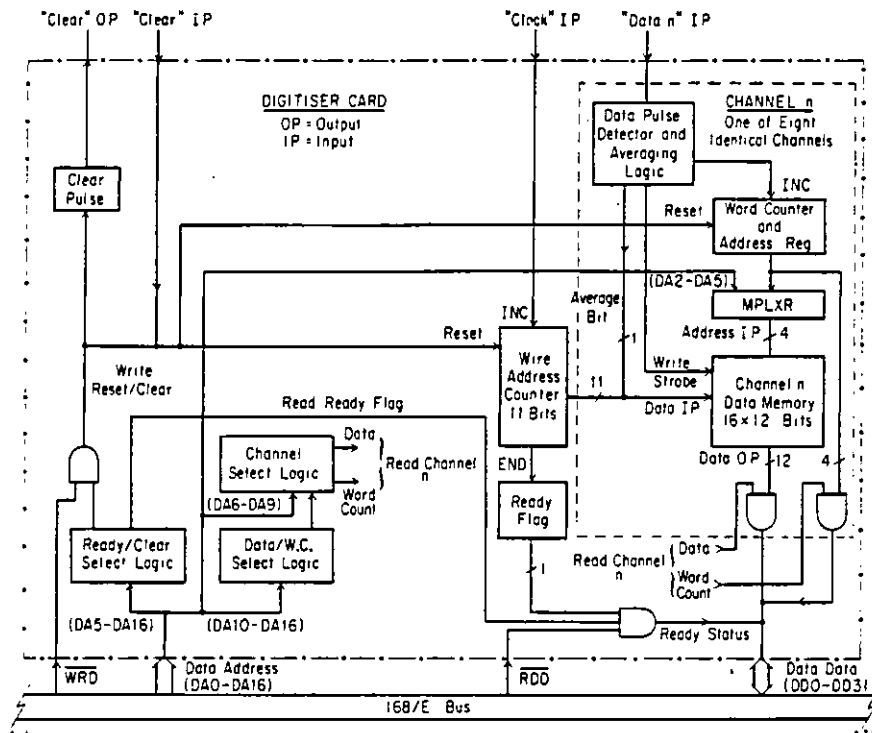 "Clear" OP
"Clear" IP
"Clock" IP
"Data n" IP
DIGITISER CARD
OP = Output
IP = Input
CHANNEL n
One of Eight
Identical Channels
Data Pulse
Detector and
Averaging
Logic
Clear
Pulse
INC
Reset
Word Counter
and
Address Reg
(DA2-DA5)
MPLXR
Average
Bit
Address IP
4
INC
Reset
1
Write
Reset/Clear
Wire
Address
Counter
11 Bits
Write
Strobe
11
Data IP
Channel n
Data Memory
16x12 Bits
Read Ready Flag
Channel
Select Logic
Data
Word
Count
Read Channel
n
END
Data OP
12
4
(DA6-DA9)
Ready
Flag
Ready/Clear
Select Logic
Data/W.C.
Select Logic
Read Channel
n
Data
Word
Count
1
(DA5-DA16)
(DA10-DA16)
Ready Status
WRD
Data Address
(DA0-DA16)
RDD
Data Data
(DD0-DD3)
168/E Bus